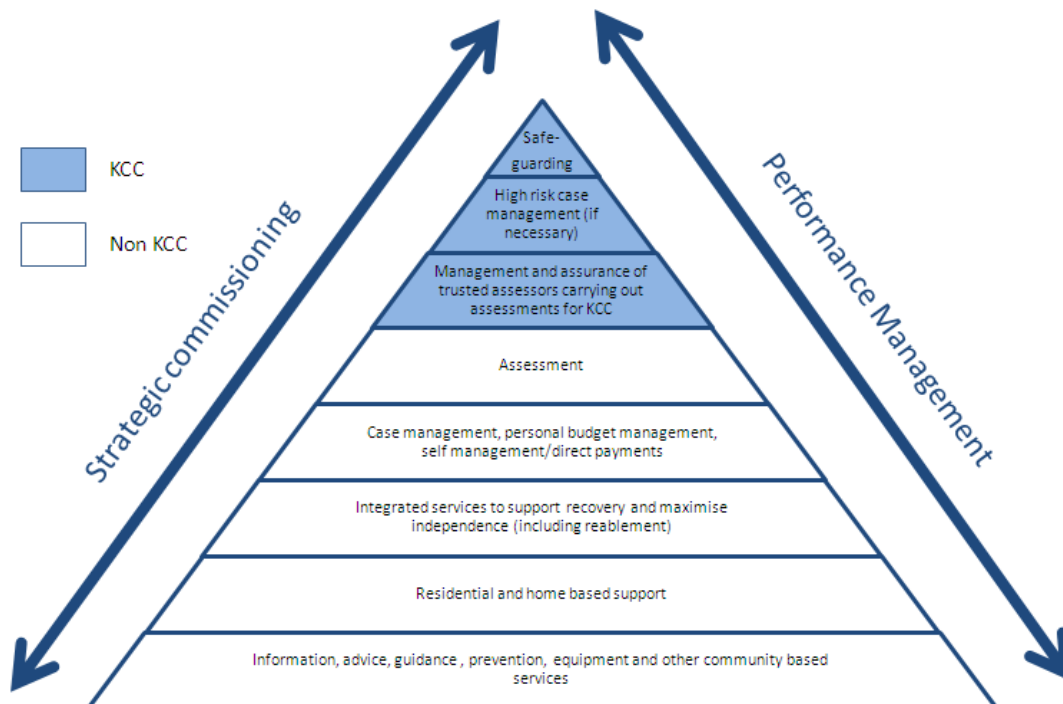 KCC
Non KCC
Strategic commissioning
Performance Management
Safe-
guarding
High risk case
management (if
necessary)
Management and assurance of
trusted assessors carrying out
assessments for KCC
Assessment
Case management, personal budget management,
self management/direct payments
Integrated services to support recovery and maximise
independence (including reablement)
Residential and home based support
Information, advice, guidance , prevention, equipment and other community based
services